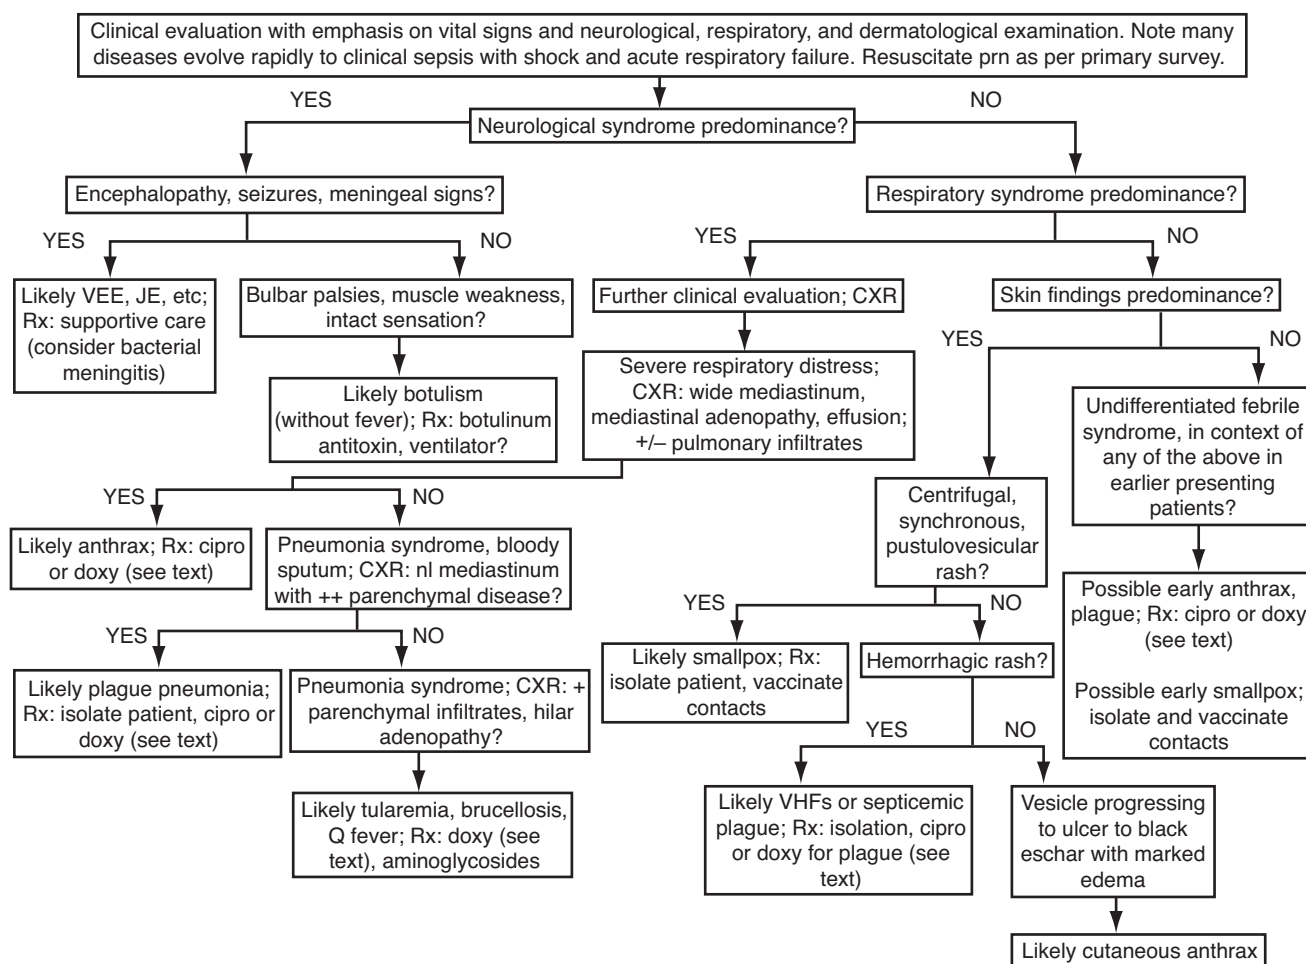 Clinical evaluation with emphasis on vital signs and neurological, respiratory, and dermatological examination. Note many
diseases evolve rapidly to clinical sepsis with shock and acute respiratory failure. Resuscitate prn as per primary survey.
YES
NO
Neurological syndrome predominance?
Encephalopathy, seizures, meningeal signs?
Respiratory syndrome predominance?
YES
NO
YES
NO
Likely VEE, JE, etc;
Rx: supportive care
(consider bacterial
meningitis)
Bulbar palsies, muscle weakness,
intact sensation?
Further clinical evaluation; CXR
Skin findings predominance?
YES
NO
Likely botulism
(without fever); Rx: botulinum
antitoxin, ventilator?
Severe respiratory distress;
CXR: wide mediastinum,
mediastinal adenopathy, effusion;
+/– pulmonary infiltrates
Undifferentiated febrile
syndrome, in context of
any of the above in
earlier presenting
patients?
YES
NO
Centrifugal,
synchronous,
pustulovesicular
rash?
Likely anthrax; Rx: cipro
or doxy (see text)
Pneumonia syndrome, bloody
sputum; CXR: nl mediastinum
with ++ parenchymal disease?
Possible early anthrax,
plague; Rx: cipro or doxy
(see text)
Possible early smallpox;
isolate and vaccinate
contacts
YES
NO
YES
NO
Likely plague pneumonia;
Rx: isolate patient, cipro or
doxy (see text)
Pneumonia syndrome; CXR: +
parenchymal infiltrates, hilar
adenopathy?
Likely smallpox; Rx:
isolate patient, vaccinate
contacts
Hemorrhagic rash?
YES
NO
Likely tularemia, brucellosis,
Q fever; Rx: doxy (see
text), aminoglycosides
Likely VHFs or septicemic
plague; Rx: isolation, cipro
or doxy for plague (see
text)
Vesicle progressing
to ulcer to black
eschar with marked
edema
Likely cutaneous anthrax